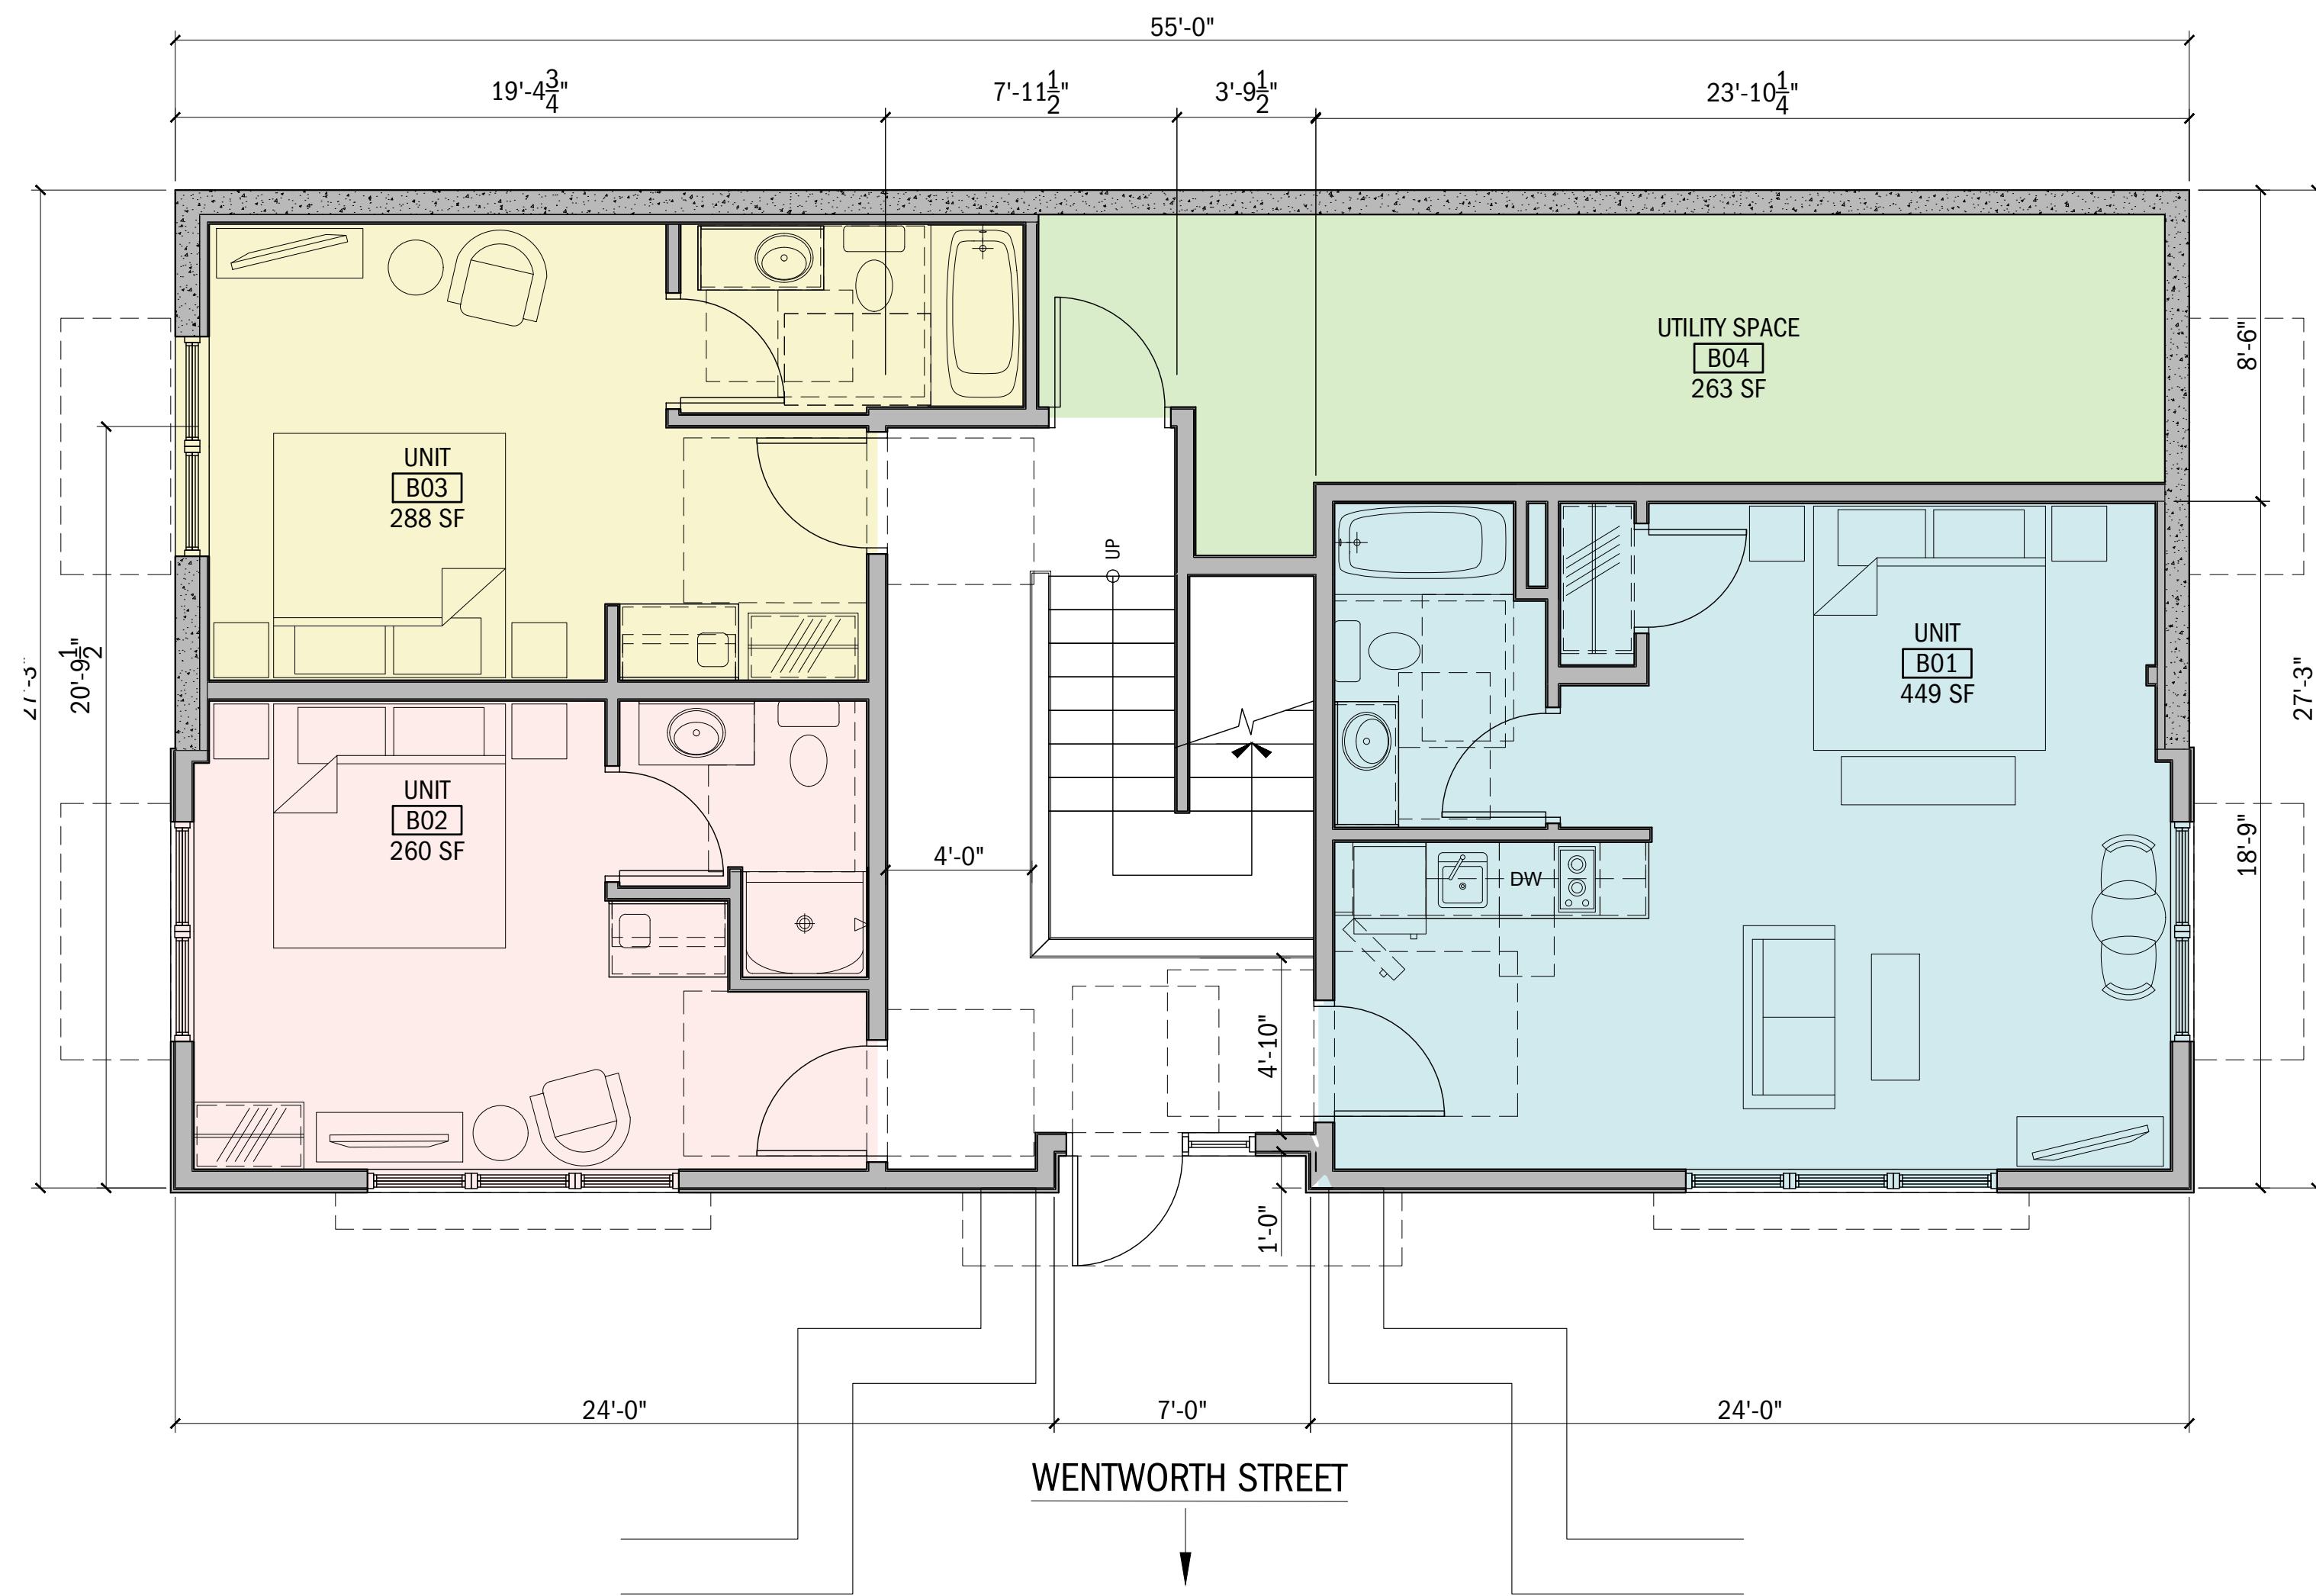 55'-0"
19'-4 3/4"
7'-11 1/2"
3'-9 1/2"
23'-10 1/4"
UTILITY SPACE
B04
263 SF
8'-6"
UNIT
B03
288 SF
UP
27'-3"
20'-9 1/2"
UNIT
B01
449 SF
27'-3"
UNIT
B02
260 SF
4'-0"
DW
18'-9"
4'-10"
1'-0"
24'-0"
7'-0"
24'-0"
WENTWORTH STREET